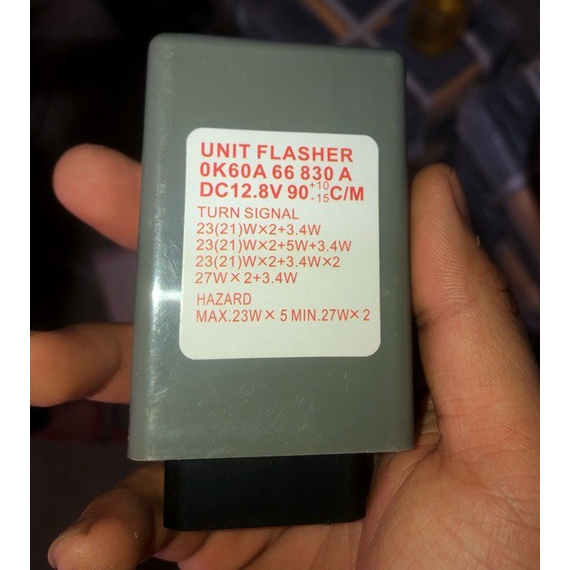 UNIT FLASHER
0K60A 66 830 A
DC12.8V 90+10-15C/M
TURN SIGNAL
23(21)W×2+3.4W
23(21)W×2+5W+3.4W
23(21)W×2+3.4W×2
27W×2+3.4W
HAZARD
MAX.23W×5 MIN.27W×2